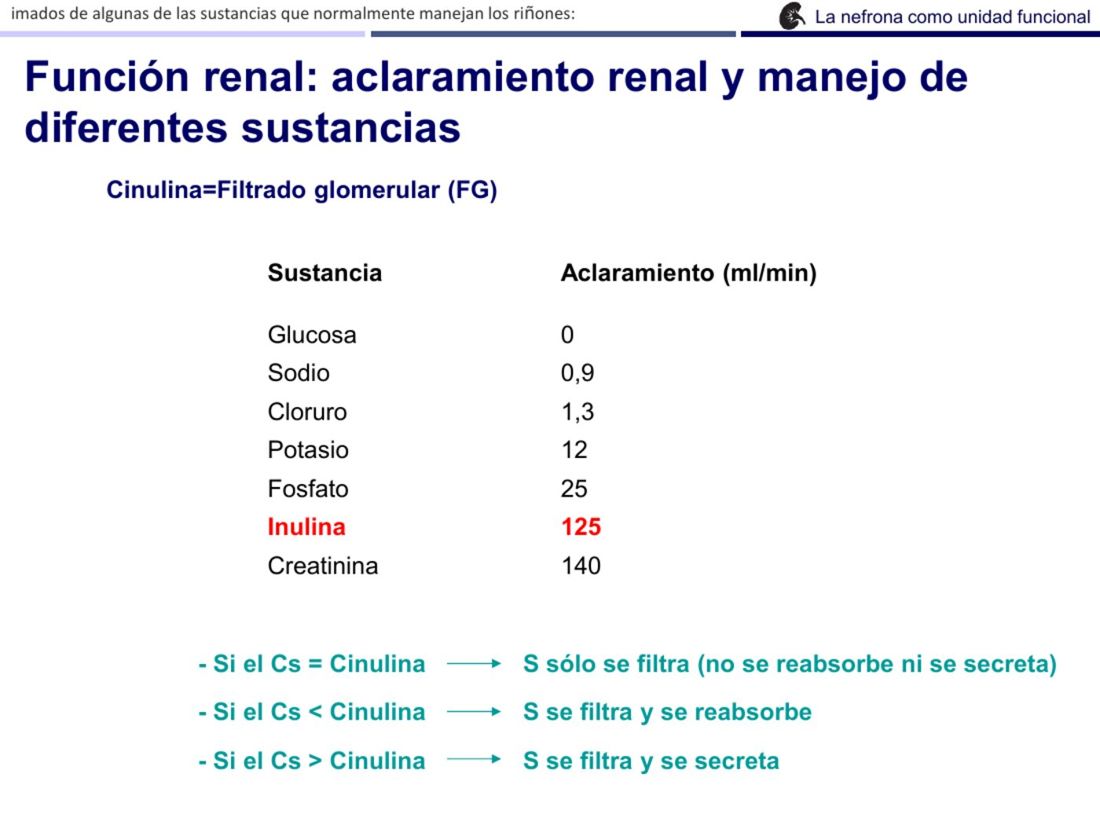 imados de algunas de las sustancias que normalmente manejan los riñones:
La nefrona como unidad funcional
Función renal: aclaramiento renal y manejo de
diferentes sustancias
Cinulina=Filtrado glomerular (FG)
Sustancia Aclaramiento (ml/min)
Glucosa 0
Sodio 0,9
Cloruro 1,3
Potasio 12
Fosfato 25
Inulina 125
Creatinina 140
- Si el Cs = Cinulina S sólo se filtra (no se reabsorbe ni se secreta)
- Si el Cs < Cinulina S se filtra y se reabsorbe
- Si el Cs > Cinulina S se filtra y se secreta